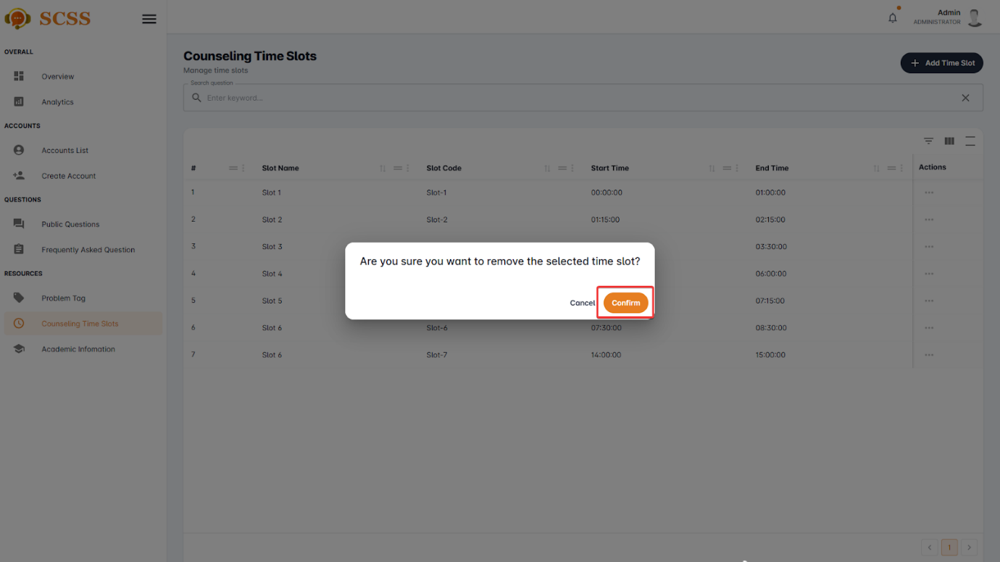 SCSS
Admin
ADMINISTRATOR
OVERALL
Overview
Analytics
ACCOUNTS
Accounts List
Create Account
QUESTIONS
Public Questions
Frequently Asked Question
RESOURCES
Problem Tag
Counseling Time Slots
Academic Infomation
Counseling Time Slots
Manage time slots
Add Time Slot
Search question
Enter keyword...
# Slot Name Slot Code Start Time End Time Actions
1 Slot 1 Slot-1 00:00:00 01:00:00
2 Slot 2 Slot-2 01:15:00 02:15:00
3 Slot 3 03:30:00
4 Slot 4 06:00:00
5 Slot 5 07:15:00
6 Slot 6 Slot-6 07:30:00 08:30:00
7 Slot 6 Slot-7 14:00:00 15:00:00
Are you sure you want to remove the selected time slot?
Cancel Confirm
1